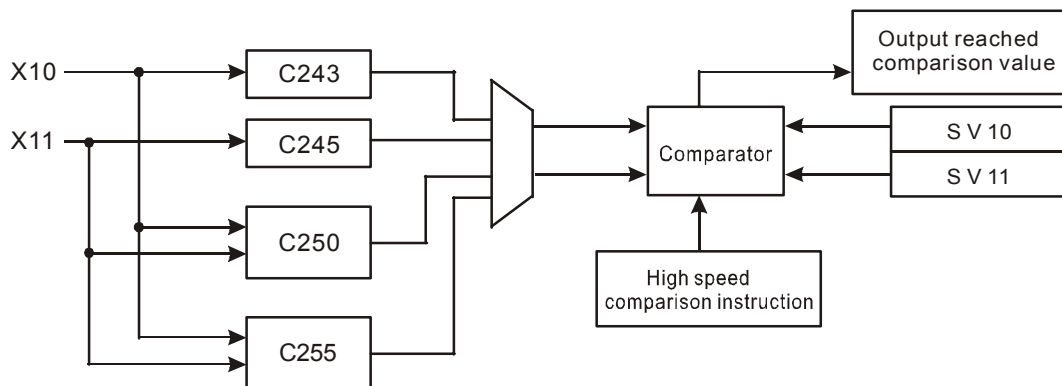 X10
X11
C243
C245
C250
C255
Comparator
High speed
comparison instruction
Output reached
comparison value
S V 10
S V 11